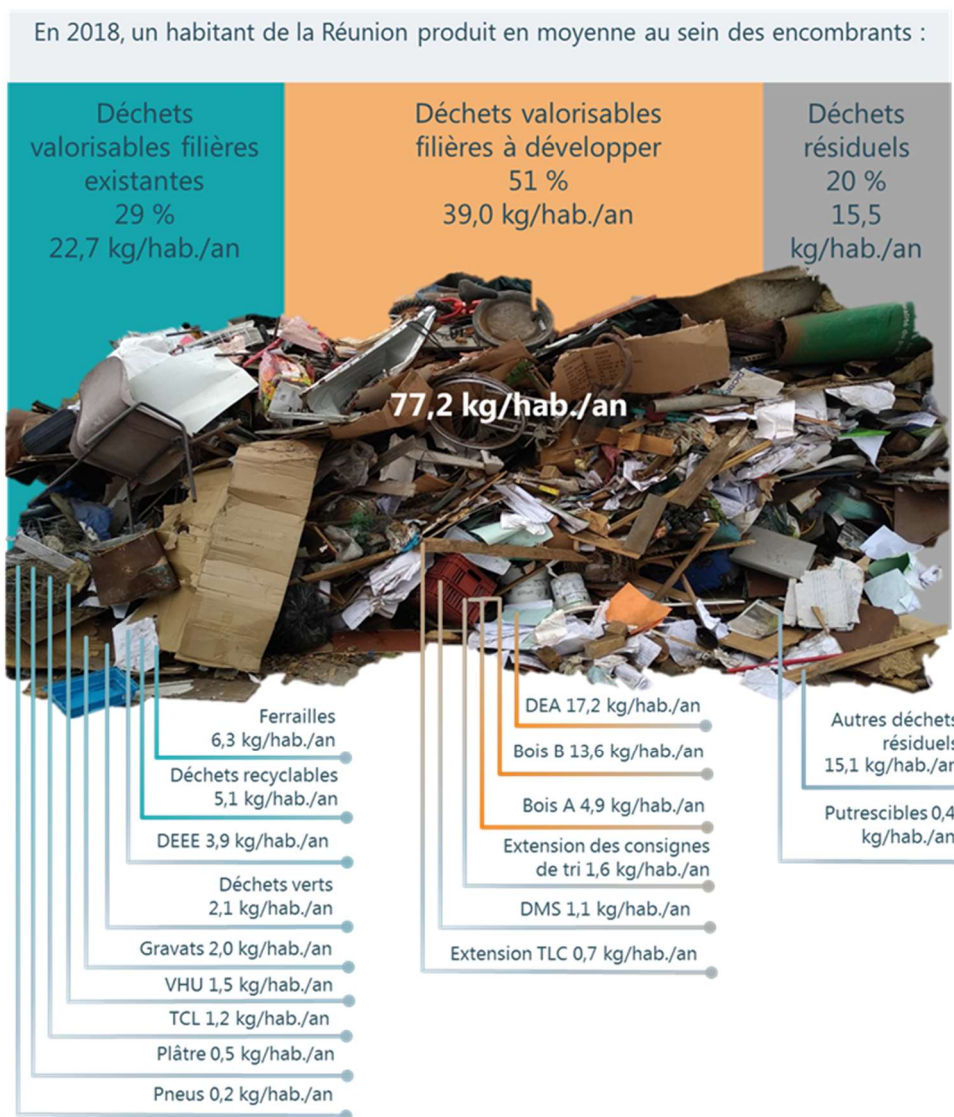 En 2018, un habitant de la Réunion produit en moyenne au sein des encombrants :
Déchets
valorisables filières
existantes
29 %
22,7 kg/hab./an
Déchets valorisables
filières à développer
51 %
39,0 kg/hab./an
Déchets
résiduels
20 %
15,5
kg/hab./an
77,2 kg/hab./an
Ferrailles
6,3 kg/hab./an
Déchets recyclables
5,1 kg/hab./an
DEEE 3,9 kg/hab./an
Déchets verts
2,1 kg/hab./an
Gravats 2,0 kg/hab./an
VHU 1,5 kg/hab./an
TCL 1,2 kg/hab./an
Plâtre 0,5 kg/hab./an
Pneus 0,2 kg/hab./an
DEA 17,2 kg/hab./an
Bois B 13,6 kg/hab./an
Bois A 4,9 kg/hab./an
Extension des consignes
de tri 1,6 kg/hab./an
DMS 1,1 kg/hab./an
Extension TLC 0,7 kg/hab./an
Autres déchets
résiduels
15,1 kg/hab./an
Putrescibles 0,4
kg/hab./an